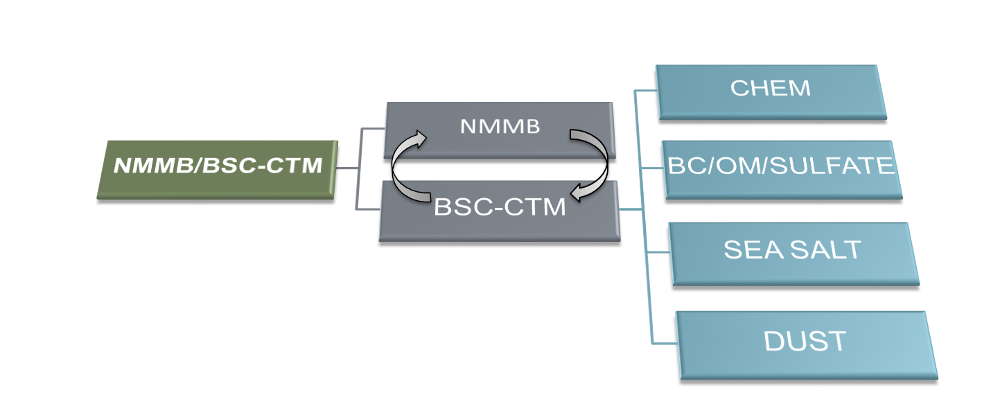 NMMB/BSC-CTM
NMMB
BSC-CTM
CHEM
BC/OM/SULFATE
SEA SALT
DUST